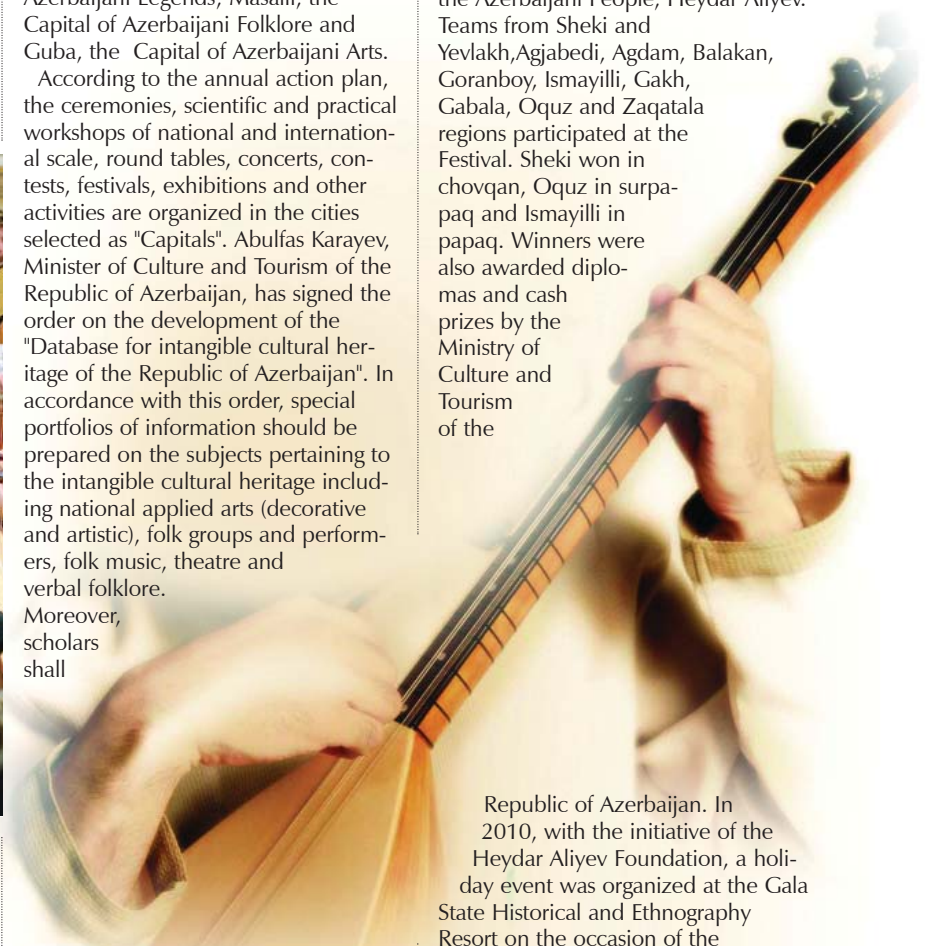 Azerbaijani Legends, Masalli, the
Capital of Azerbaijani Folklore and
Guba, the  Capital of Azerbaijani Arts.
According to the annual action plan,
the ceremonies, scientific and practical
workshops of national and internation-
al scale, round tables, concerts, con-
tests, festivals, exhibitions and other
activities are organized in the cities
selected as "Capitals". Abulfas Karayev,
Minister of Culture and Tourism of the
Republic of Azerbaijan, has signed the
order on the development of the
"Database for intangible cultural her-
itage of the Republic of Azerbaijan". In
accordance with this order, special
portfolios of information should be
prepared on the subjects pertaining to
the intangible cultural heritage includ-
ing national applied arts (decorative
and artistic), folk groups and perform-
ers, folk music, theatre and
verbal folklore.
Moreover,
scholars
shall
the Azerbaijani People, Heydar Aliyev.
Teams from Sheki and
Yevlakh,Agjabedi, Agdam, Balakan,
Goranboy, Ismayilli, Gakh,
Gabala, Oquz and Zaqatala
regions participated at the
Festival. Sheki won in
chovqan, Oquz in surpa-
paq and Ismayilli in
papaq. Winners were
also awarded diplo-
mas and cash
prizes by the
Ministry of
Culture and
Tourism
of the
Republic of Azerbaijan. In
2010, with the initiative of the
Heydar Aliyev Foundation, a holi-
day event was organized at the Gala
State Historical and Ethnography
Resort on the occasion of the